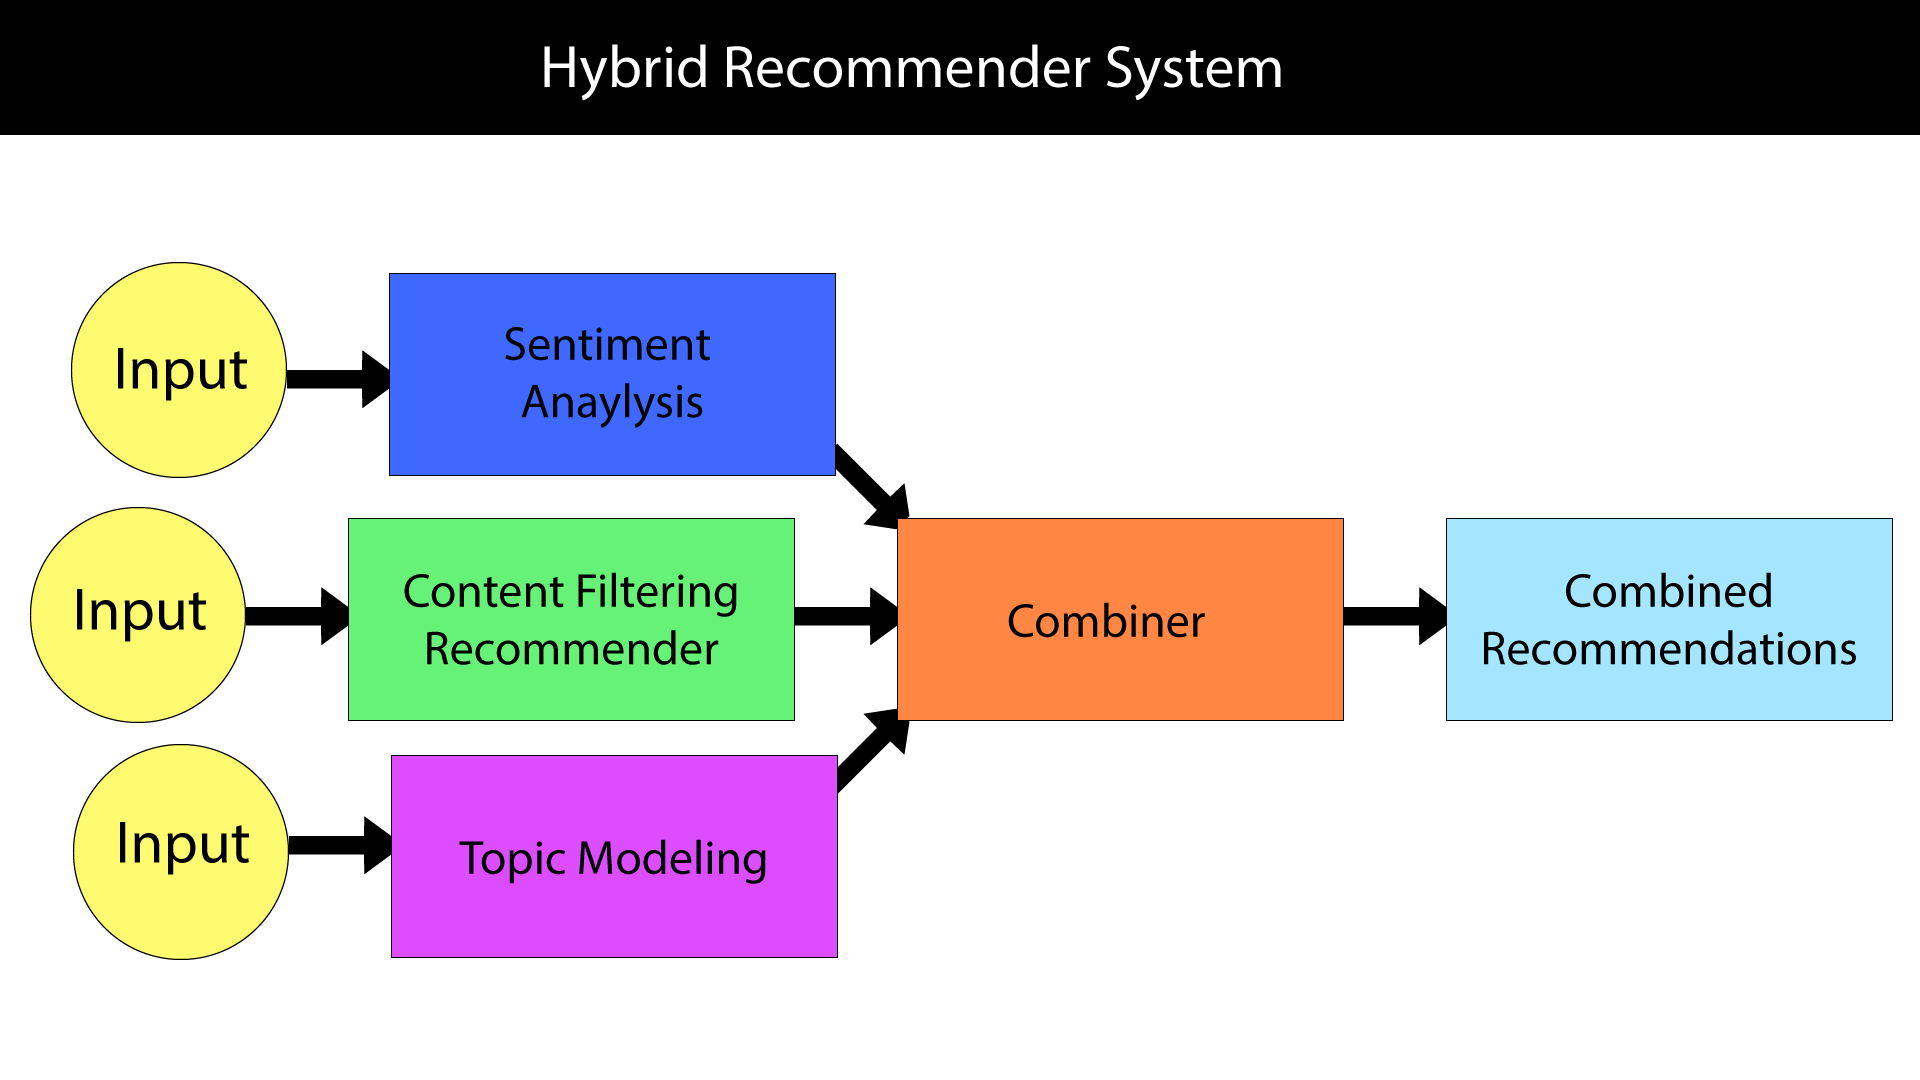 Hybrid Recommender System
Input
Sentiment
Anaylysis
Input
Content Filtering
Recommender
Combiner
Combined
Recommendations
Input
Topic Modeling